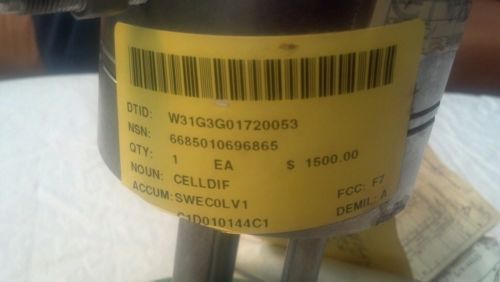 DTID: W31G3G01720053
NSN: 6685010696865
QTY: 1 EA $ 1500.00
NOUN: CELLDIF FCC: F7
ACCUM: SWEC0LV1 DEMIL: A
C1D010144C1